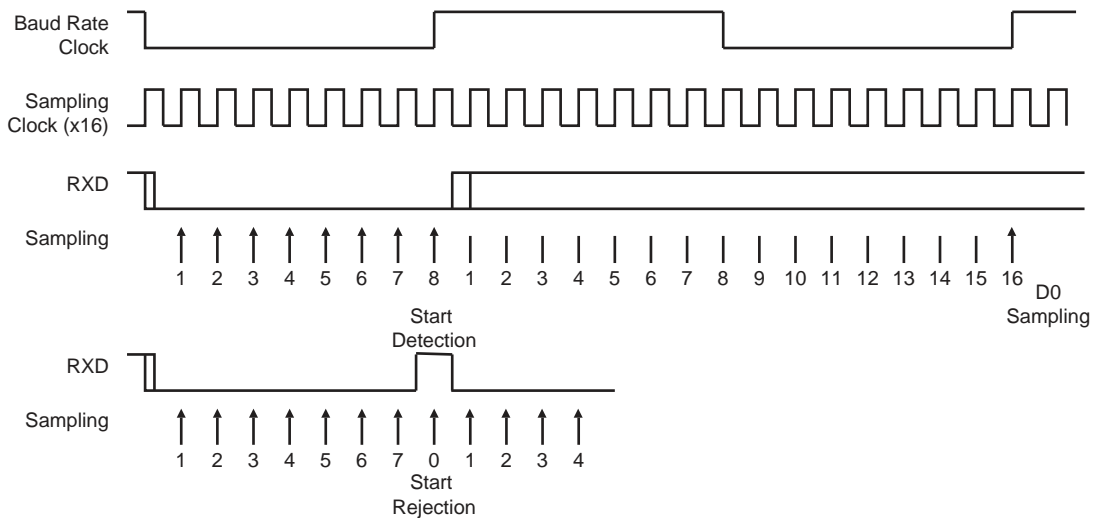 Baud Rate
Clock
Sampling
Clock (x16)
RXD
Sampling
1 2 3 4 5 6 7 8 1 2 3 4 5 6 7 8 9 10 11 12 13 14 15 16
D0
Sampling
Start
Detection
RXD
Sampling
1 2 3 4 5 6 7 0 1 2 3 4
Start
Rejection